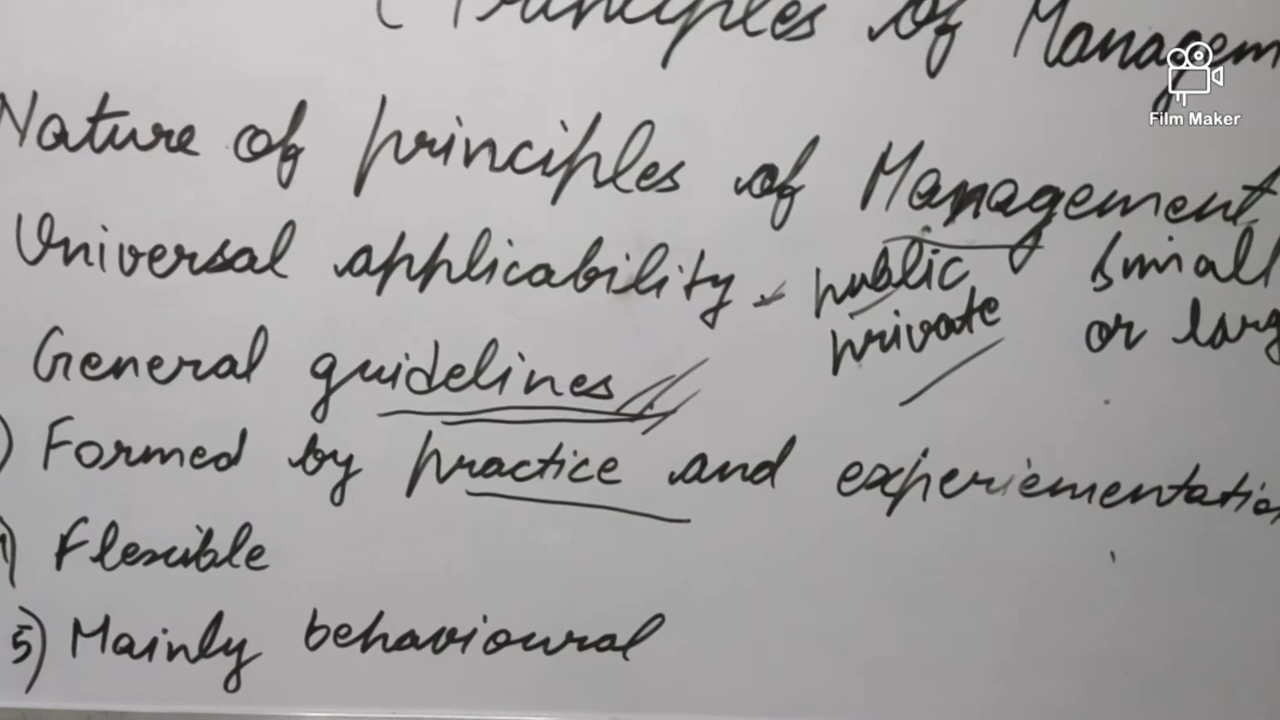 ( Principles of Managem
Nature of principles of Management
Universal applicability - public small
private or larg
General guidelines
) Formed by practice and experiementatio
) Flexible
5) Mainly behavioural
Film Maker